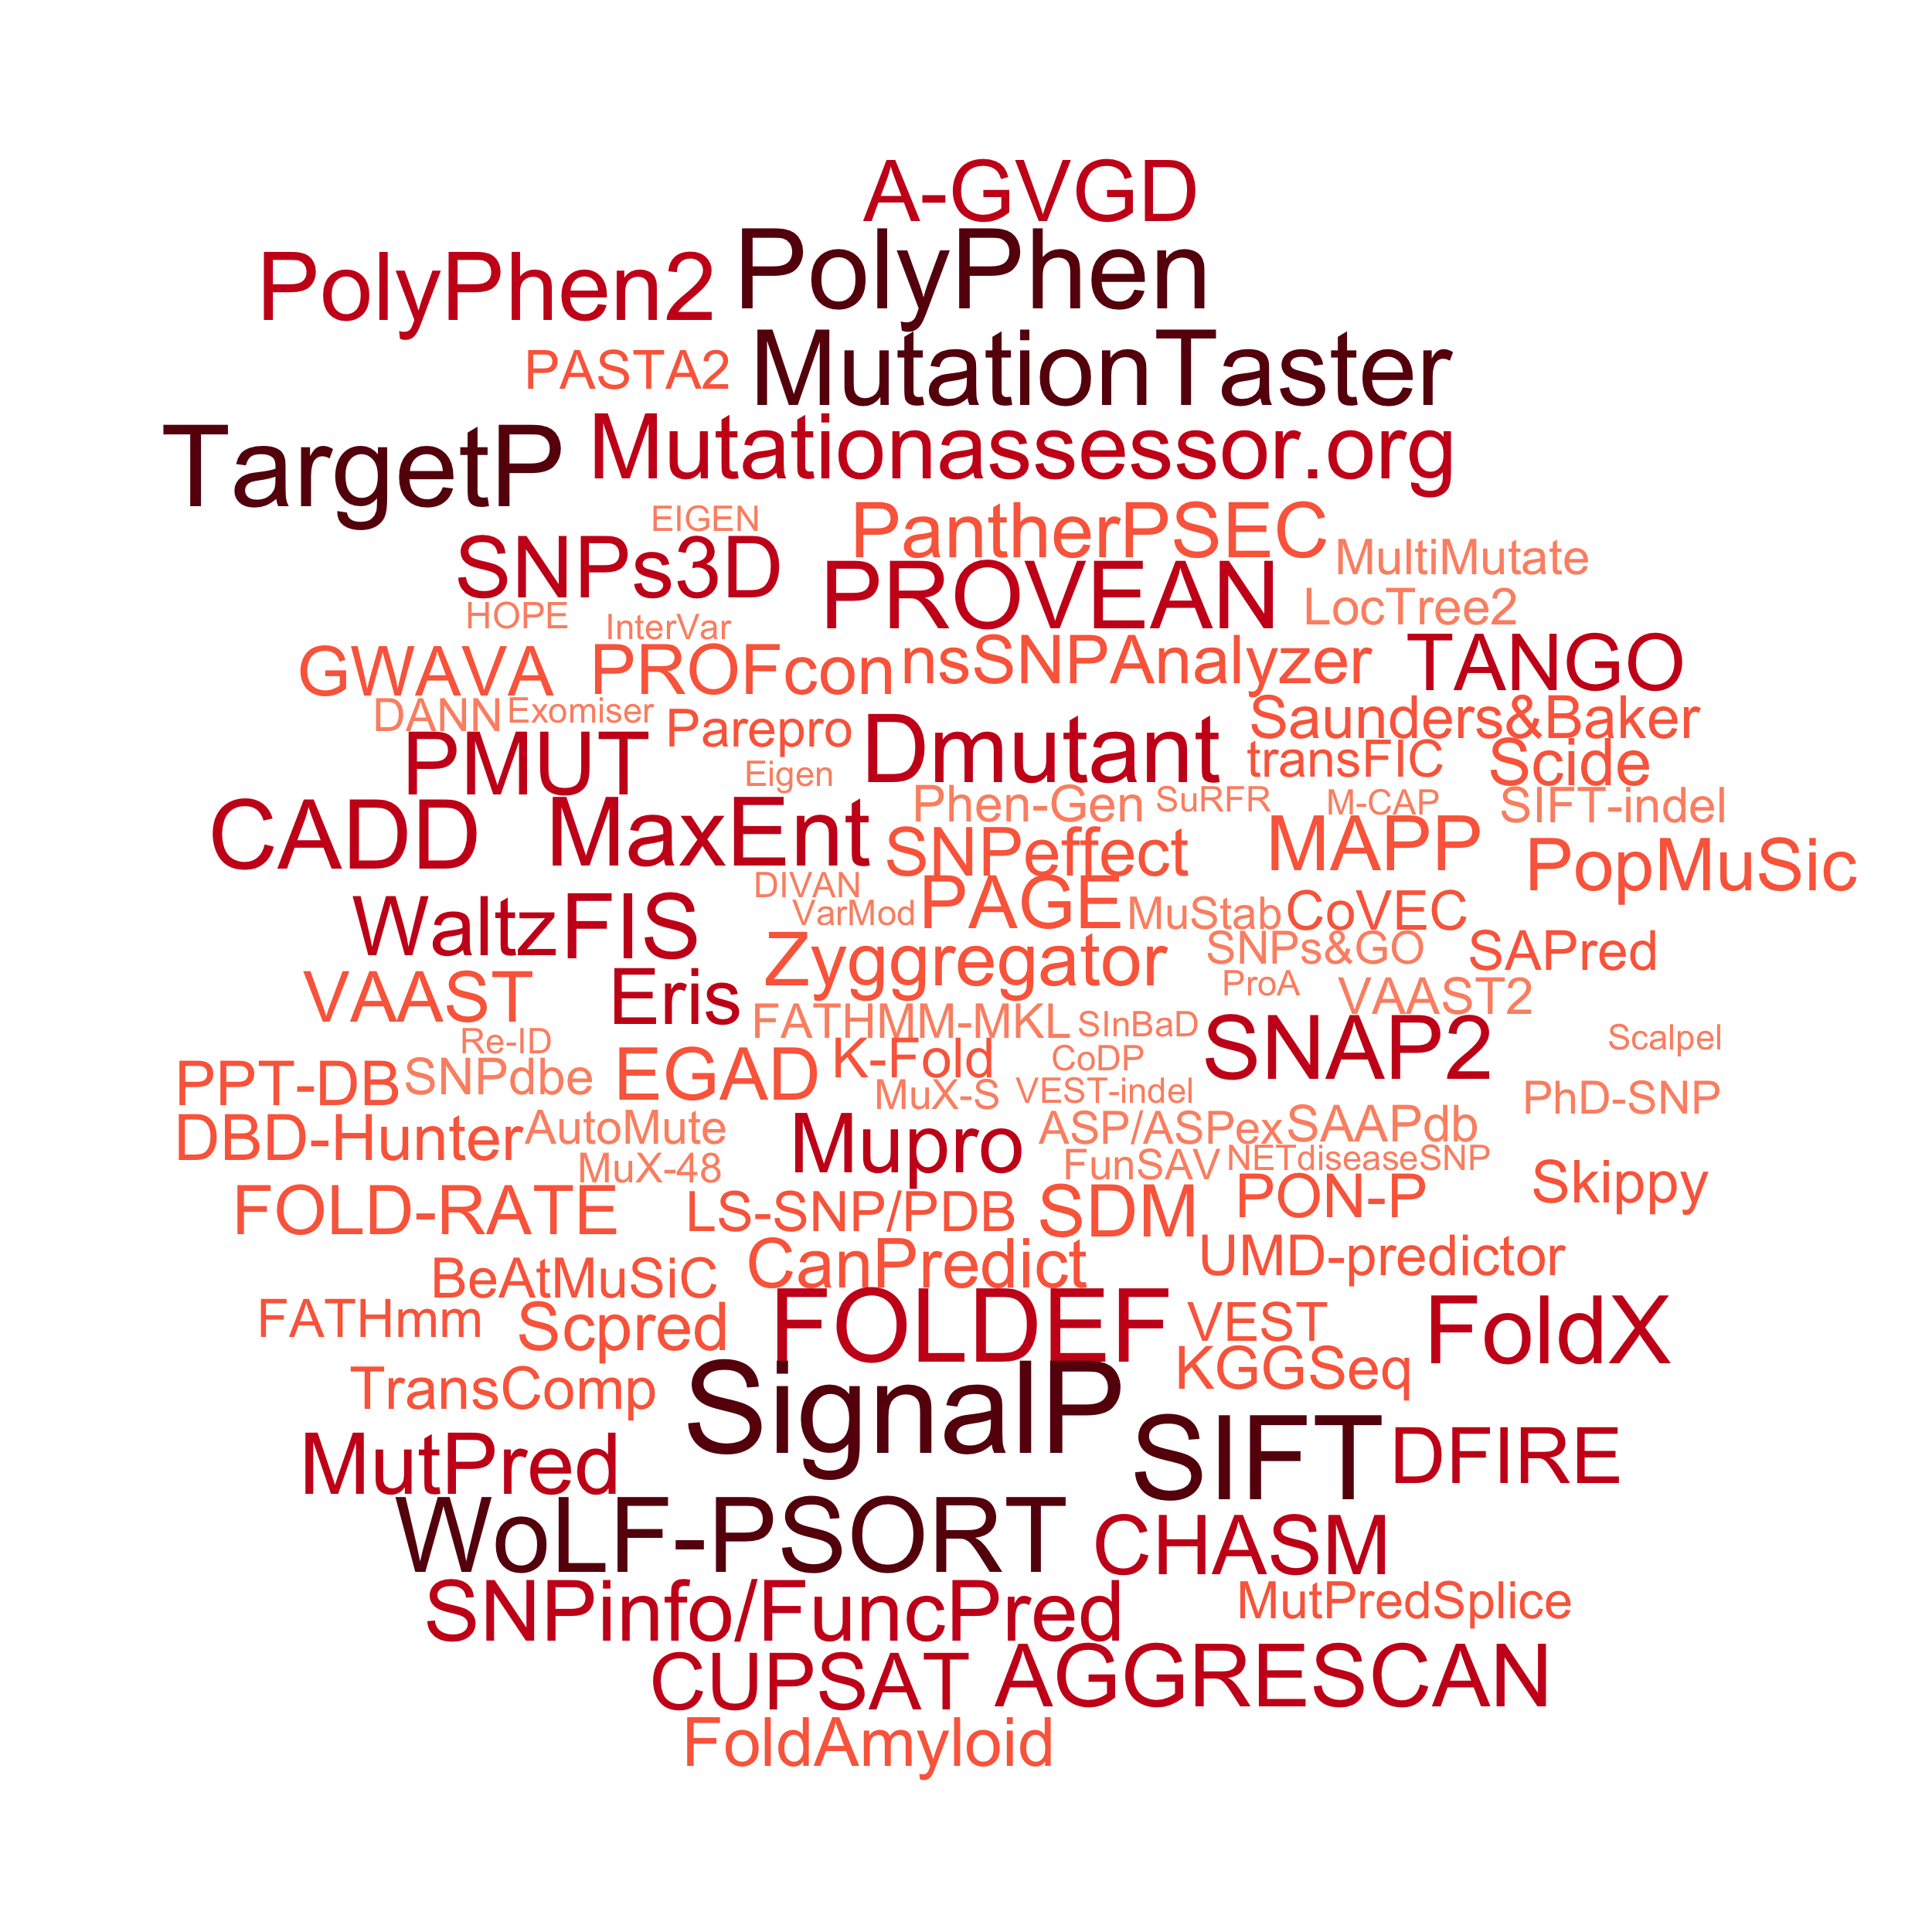 A-GVGD
PolyPhen2 PolyPhen
PASTA2 MutationTaster
TargetP Mutationassessor.org
EIGEN PantherPSEC
SNPs3D PROVEAN MultiMutate
HOPE InterVar LocTree2
GWAVA PROFcon nsSNPAnalyzer TANGO
DANN Exomiser Parepro Dmutant Saunders&Baker
PMUT Eigen transFIC Scide
CADD MaxEnt Phen-Gen SuRFR M-CAP SIFT-indel
SNPeffect MAPP PopMuSic
DIVAN
Waltz FIS VarMod PAGE MuStab CoVEC
Zyggregator SNPs&GO SAPred
VAAST Eris ProA VAAST2
FATHMM-MKL SInBaD SNAP2 Scalpel
Re-ID K-Fold CoDP
PPT-DB SNPdbe EGAD MuX-S VEST-indel PhD-SNP
DBD-Hunter AutoMute Mupro ASP/ASPex SAAPdb
MuX-48 FunSAV NETdiseaseSNP Skippy
FOLD-RATE LS-SNP/PDB SDM PON-P
BeAtMuSiC CanPredict UMD-predictor
FATHmm Scpred FOLDEF VEST FoldX
TransComp KGGSeq
SignalP
MutPred SIFT DFIRE
WoLF-PSORT CHASM
SNPinfo/FuncPred MutPredSplice
CUPSAT AGGRESCAN
FoldAmyloid